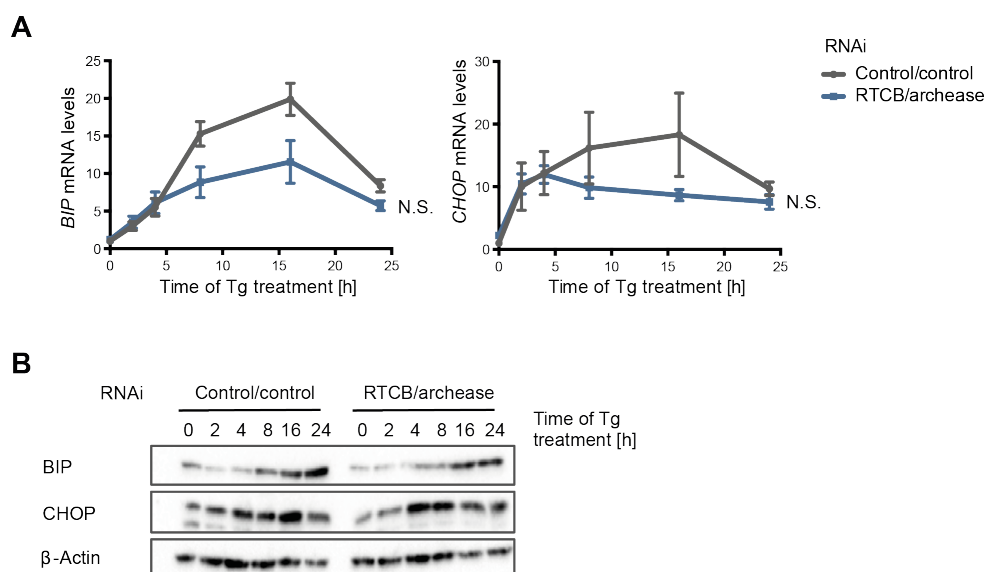 A
RNAi
Control/control
RTCB/archease
BIP mRNA levels
25
20
15
10
5
0
0 5 10 15 20 25
Time of Tg treatment [h]
N.S.
CHOP mRNA levels
30
20
10
0
0 5 10 15 20 25
Time of Tg treatment [h]
N.S.
B
RNAi Control/control RTCB/archease
0 2 4 8 16 24 0 2 4 8 16 24
Time of Tg
treatment [h]
BIP
CHOP
β-Actin